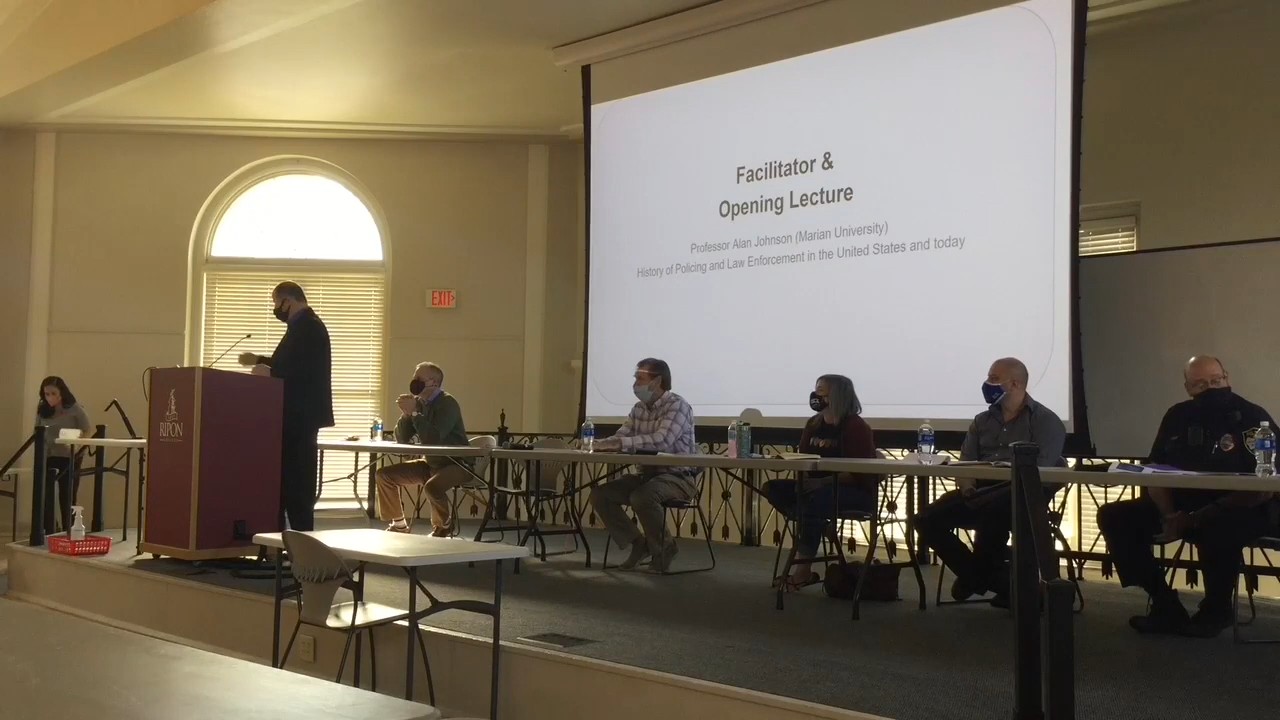 Facilitator &
Opening Lecture
Professor Alan Johnson (Marian University)
History of Policing and Law Enforcement in the United States and today
EXIT
RIPON